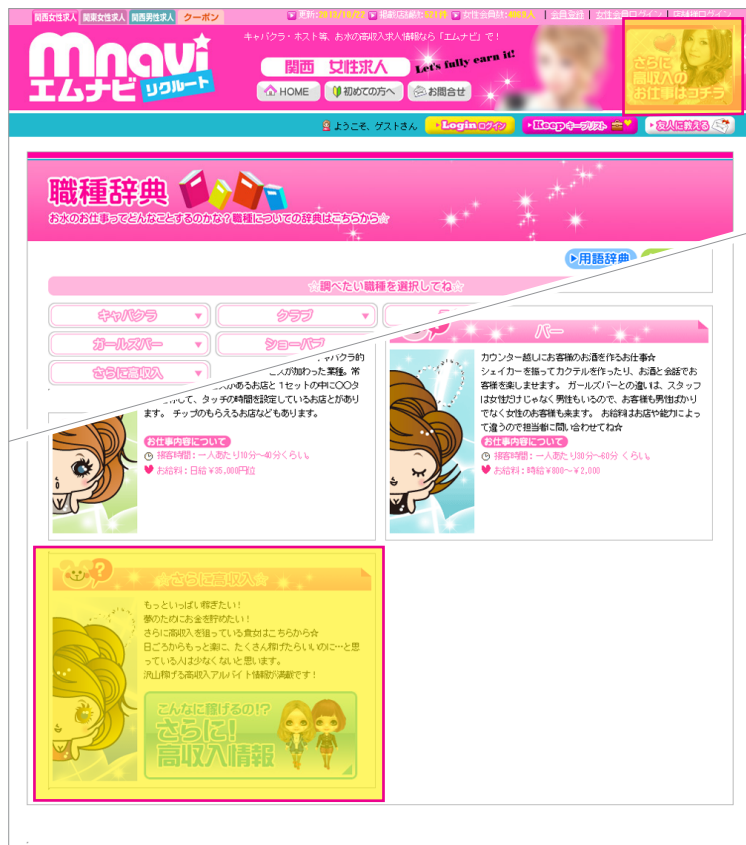 関西女性求人 関東女性求人 関西男性求人 クーポン
更新:2013/10/22 掲載店舗数:521件 女性会員数:4060人 | 会員登録 | 女性会員ログイン | 店舗様ログイン
キャバクラ・ホスト等、お水の高収入求人情報なら「エムナビ」で!
mnavi
エムナビ リクルート
関西 女性求人
Let's fully earn it!
HOME 初めての方へ お問合せ
さらに
高収入の
お仕事はコチラ
ようこそ、ゲストさん Login ログイン Keep キープリスト 友人に教える
職種辞典
お水のお仕事ってどんなことするのかな?職種についての辞典はこちらから☆
用語辞典
☆調べたい職種を選択してね☆
キャバクラ クラブ
ガールズバー ショーパブ
さらに高収入
キャバクラ的
スが加わった業種。常
スがあるお店と1セットの中に○○タ
して、タッチの時間を設定しているお店とがあり
ます。 チップのもらえるお店などもあります。
お仕事内容について
接客時間:一人あたり10分~40分くらい。
お給料:日給¥35,000円位
バー
カウンター越しにお客様のお酒を作るお仕事☆
シェイカーを振ってカクテルを作ったり、お酒と会話でお
客様を楽しませます。 ガールズバーとの違いは、スタッフ
は女性だけじゃなく男性もいるので、お客様も男性ばかり
でなく女性のお客様も来ます。 お給料はお店や能力によっ
て違うので担当者に問い合わせてね☆
お仕事内容について
接客時間:一人あたり30分~60分 くらい。
お給料:時給¥800~¥2,000
☆さらに高収入☆
もっといっぱい稼ぎたい!
夢のためにお金を貯めたい!
さらに高収入を狙っている貴女はこちらから☆
日ごろからもっと楽に、たくさん稼げたらいいのに…と思
っている人は少なくないと思います。
沢山稼げる高収入アルバイト情報が満載です!
こんなに稼げるの!?
さらに!
高収入情報